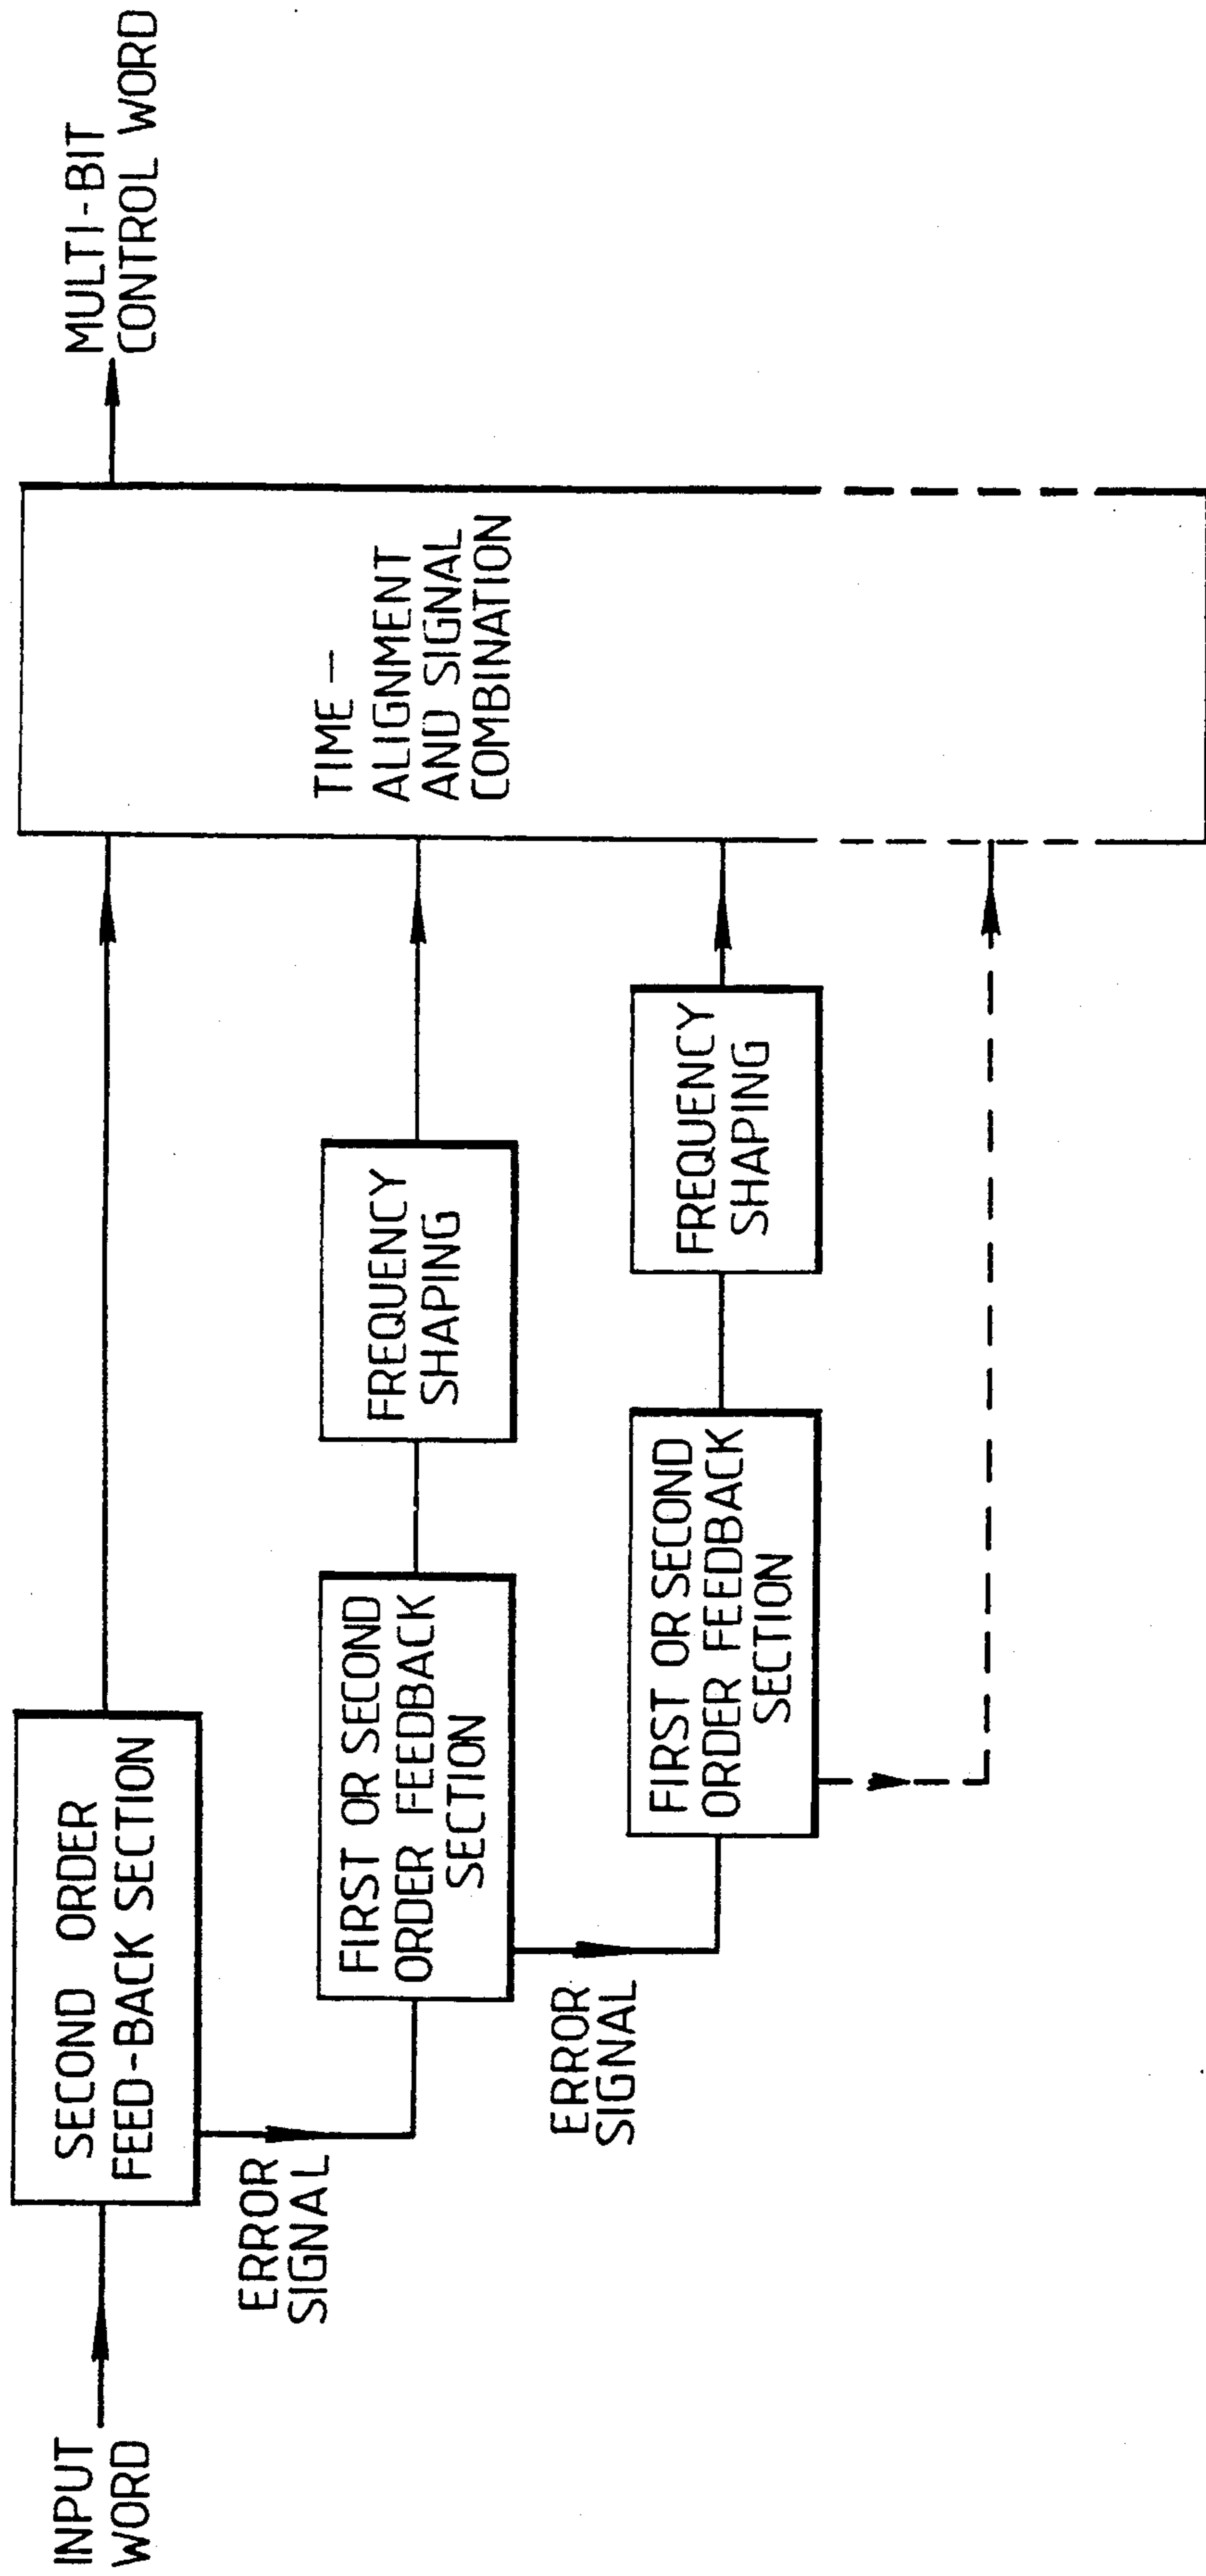 INPUT
WORD
SECOND ORDER
FEED-BACK SECTION
ERROR
SIGNAL
FIRST OR SECOND
ORDER FEEDBACK
SECTION
FREQUENCY
SHAPING
ERROR
SIGNAL
FIRST OR SECOND
ORDER FEEDBACK
SECTION
FREQUENCY
SHAPING
TIME -
ALIGNMENT
AND SIGNAL
COMBINATION
MULTI-BIT
CONTROL WORD